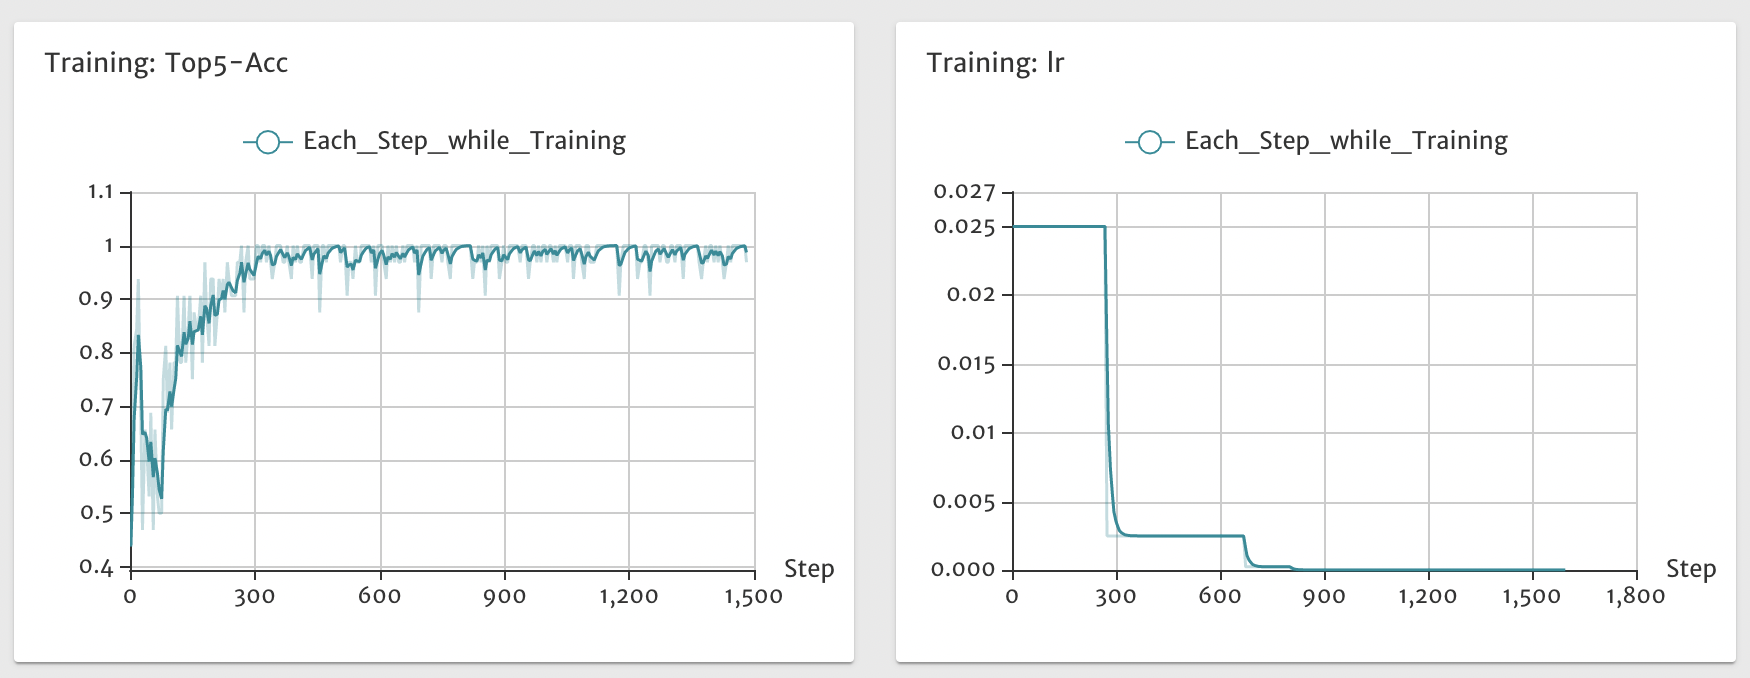 Training: Top5-Acc
Each_Step_while_Training
1.1
1
0.9
0.8
0.7
0.6
0.5
0.4
0 300 600 900 1,200 1,500
Step
Training: lr
Each_Step_while_Training
0.027
0.025
0.02
0.015
0.01
0.005
0.000
0 300 600 900 1,200 1,500 1,800
Step